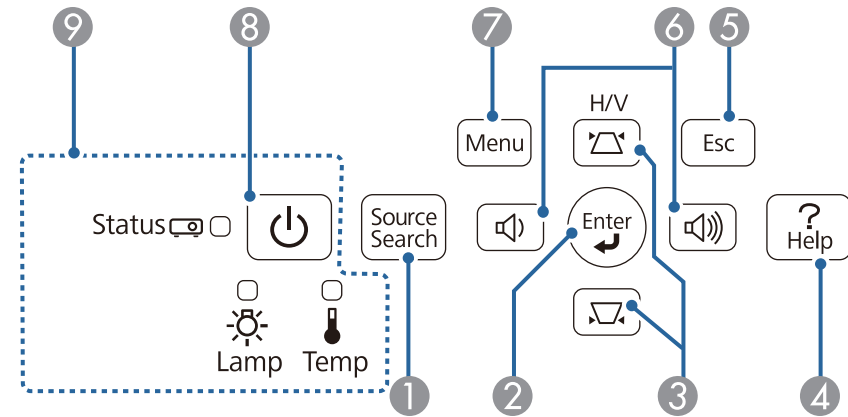 9
8
7
6
5
H/V
Menu
Esc
Status
Source
Search
Enter
?
Help
Lamp
Temp
1
2
3
4